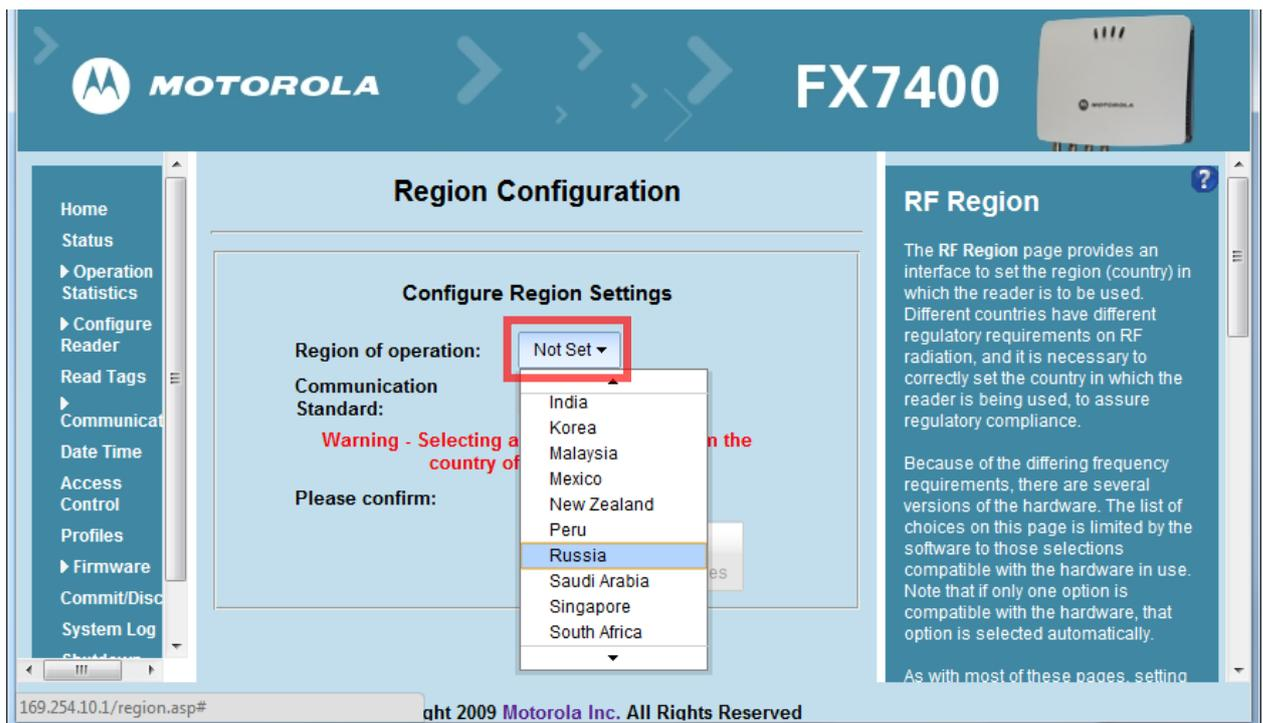 MOTOROLA
FX7400
MOTOROLA
Home
Status
Operation
Statistics
Configure
Reader
Read Tags
Communicat
Date Time
Access
Control
Profiles
Firmware
Commit/Disc
System Log
Region Configuration
Configure Region Settings
Region of operation:
Not Set
Communication
Standard:
Warning - Selecting a
n the
country of
Please confirm:
India
Korea
Malaysia
Mexico
New Zealand
Peru
Russia
Saudi Arabia
Singapore
South Africa
es
?
RF Region
The RF Region page provides an
interface to set the region (country) in
which the reader is to be used.
Different countries have different
regulatory requirements on RF
radiation, and it is necessary to
correctly set the country in which the
reader is being used, to assure
regulatory compliance.
Because of the differing frequency
requirements, there are several
versions of the hardware. The list of
choices on this page is limited by the
software to those selections
compatible with the hardware in use.
Note that if only one option is
compatible with the hardware, that
option is selected automatically.
As with most of these pages, setting
169.254.10.1/region.asp#
ght 2009 Motorola Inc. All Rights Reserved